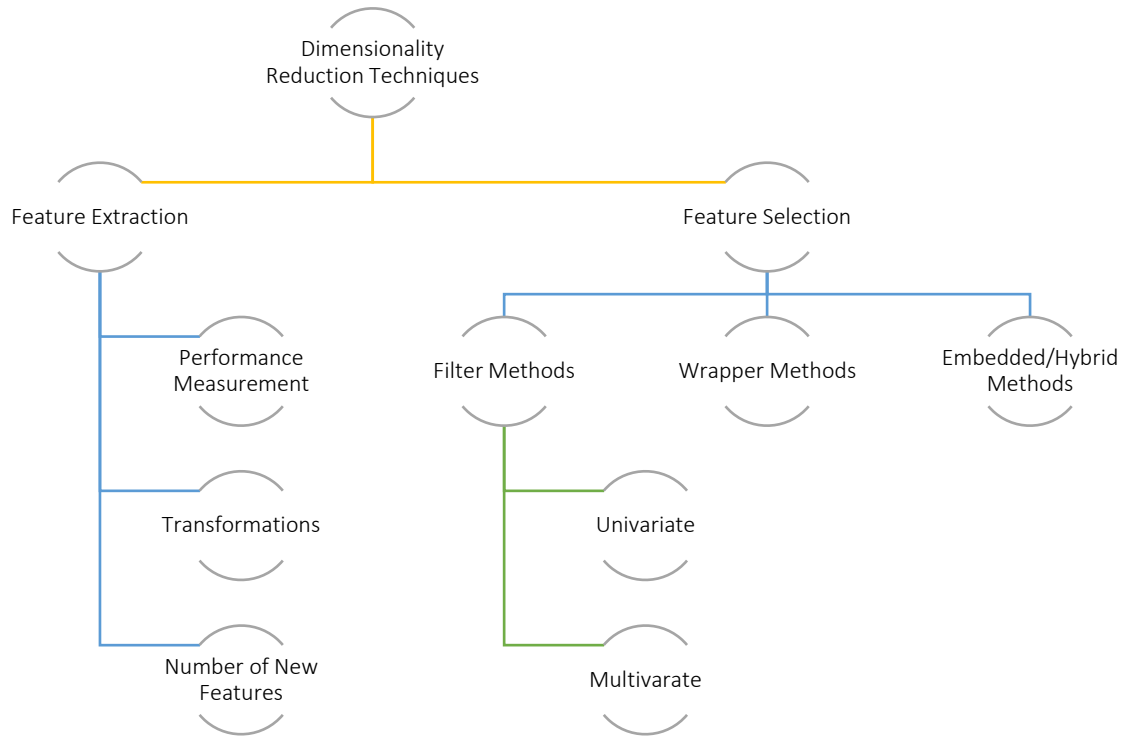 Dimensionality
Reduction Techniques
Feature Extraction
Feature Selection
Performance
Measurement
Filter Methods
Wrapper Methods
Embedded/Hybrid
Methods
Transformations
Univariate
Number of New
Features
Multivarate